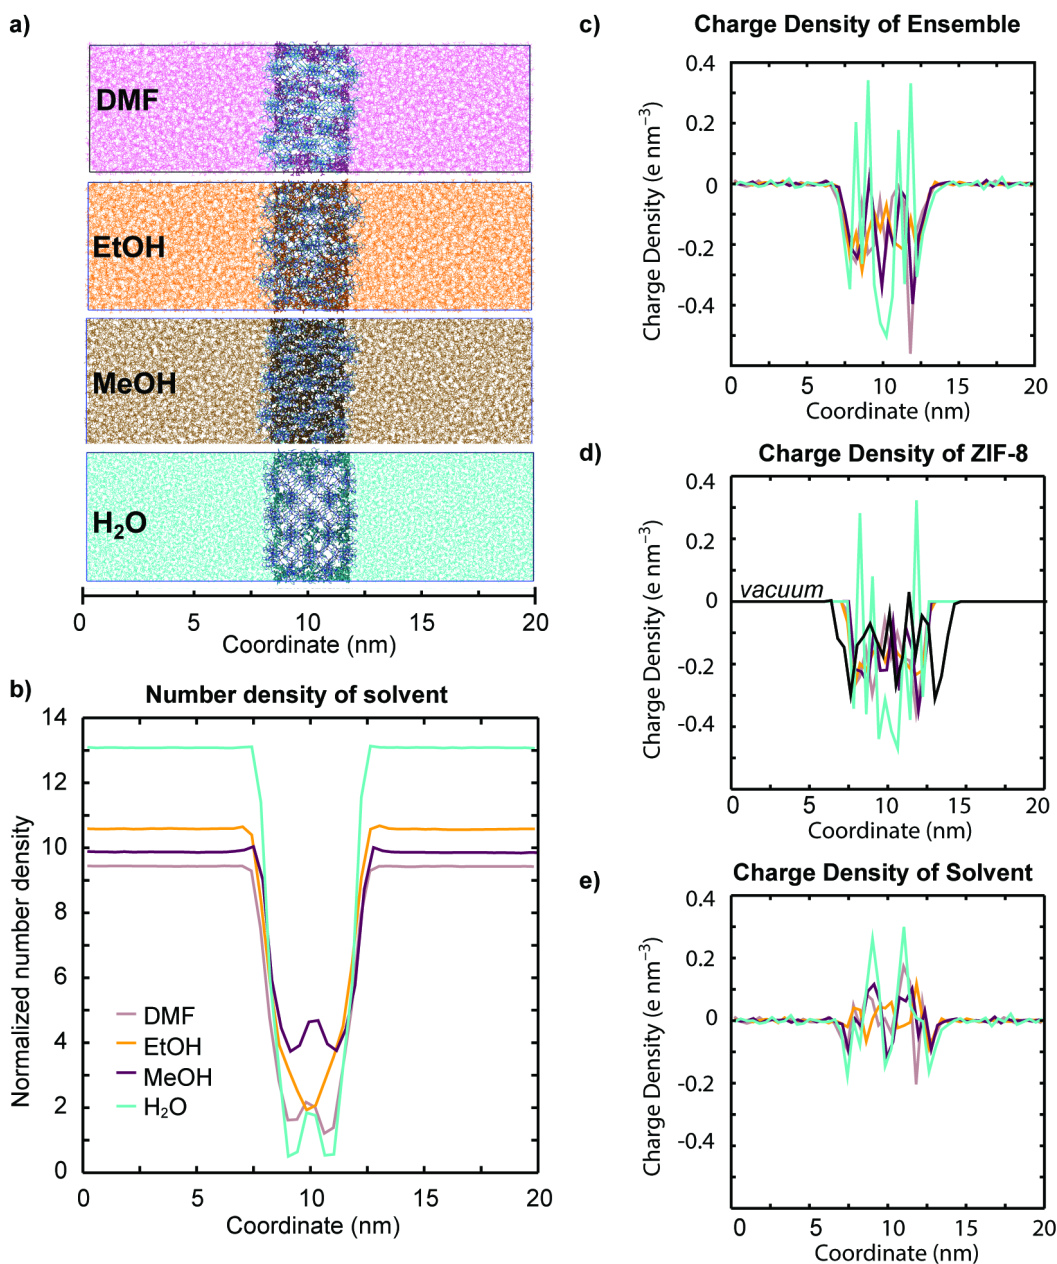 a)
DMF
EtOH
MeOH
H₂O
0 5 10 15 20
Coordinate (nm)
b) Number density of solvent
14
12
10
8
6
4
2
0
Normalized number density
DMF
EtOH
MeOH
H₂O
0 5 10 15 20
Coordinate (nm)
c) Charge Density of Ensemble
0.4
0.2
0
-0.2
-0.4
Charge Density (e nm⁻³)
0 5 10 15 20
Coordinate (nm)
d) Charge Density of ZIF-8
0.4
0.2
0
-0.2
-0.4
Charge Density (e nm⁻³)
vacuum
0 5 10 15 20
Coordinate (nm)
e) Charge Density of Solvent
0.4
0.2
0
-0.2
-0.4
Charge Density (e nm⁻³)
0 5 10 15 20
Coordinate (nm)